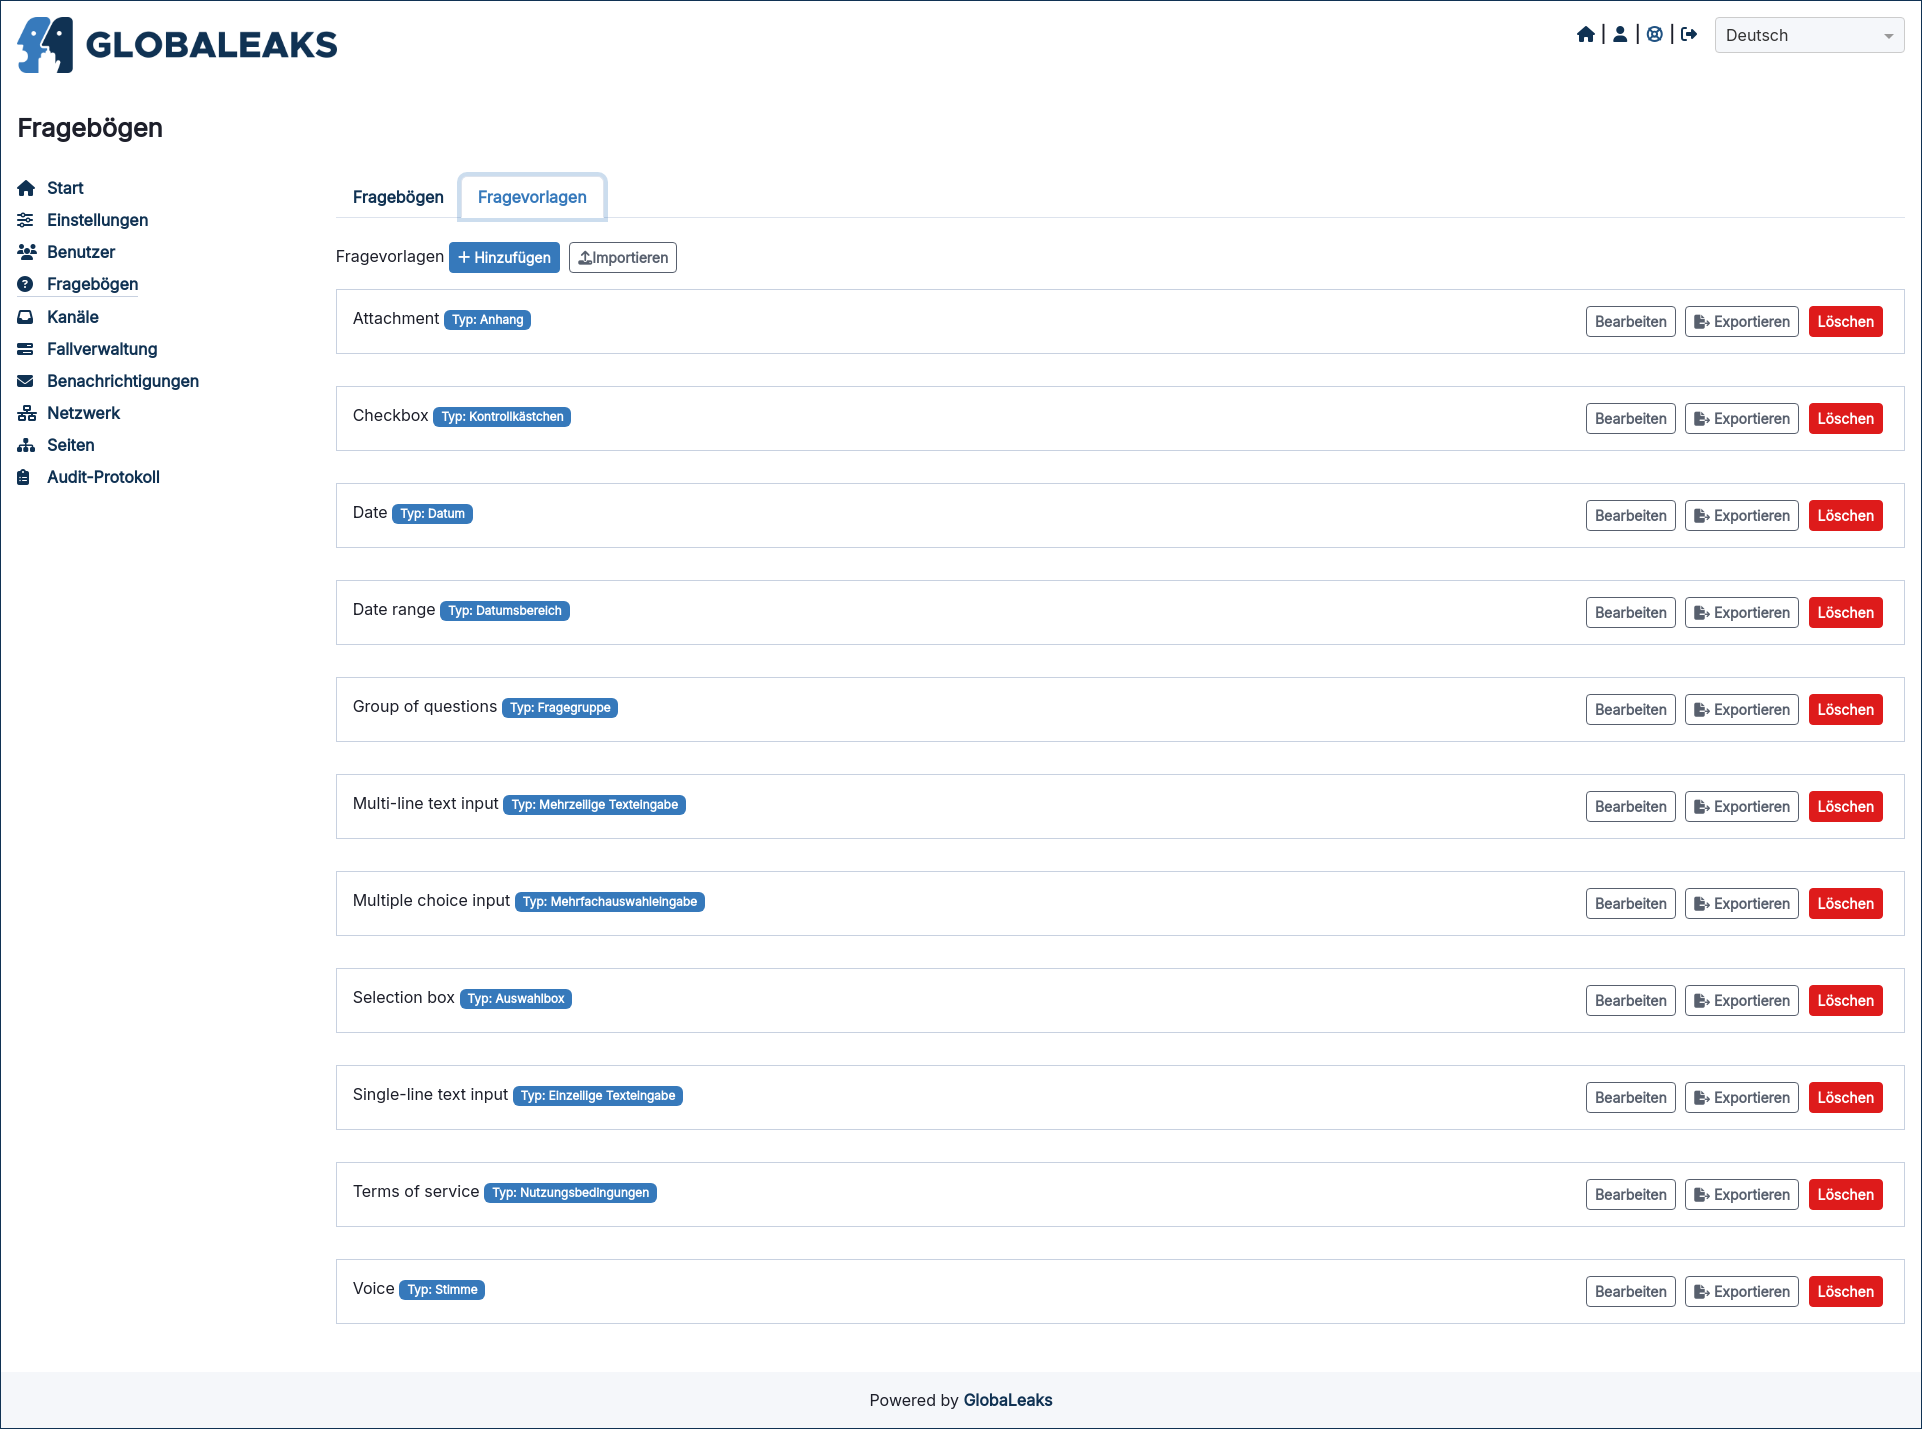 GLOBALEAKS
| | | Deutsch
Fragebögen
Start
Einstellungen
Benutzer
Fragebögen
Kanäle
Fallverwaltung
Benachrichtigungen
Netzwerk
Seiten
Audit-Protokoll
Fragebögen Fragevorlagen
Fragevorlagen Hinzufügen Importieren
Attachment Typ: Anhang Bearbeiten Exportieren Löschen
Checkbox Typ: Kontrollkästchen Bearbeiten Exportieren Löschen
Date Typ: Datum Bearbeiten Exportieren Löschen
Date range Typ: Datumsbereich Bearbeiten Exportieren Löschen
Group of questions Typ: Fragegruppe Bearbeiten Exportieren Löschen
Multi-line text input Typ: Mehrzeilige Texteingabe Bearbeiten Exportieren Löschen
Multiple choice input Typ: Mehrfachauswahleingabe Bearbeiten Exportieren Löschen
Selection box Typ: Auswahlbox Bearbeiten Exportieren Löschen
Single-line text input Typ: Einzeilige Texteingabe Bearbeiten Exportieren Löschen
Terms of service Typ: Nutzungsbedingungen Bearbeiten Exportieren Löschen
Voice Typ: Stimme Bearbeiten Exportieren Löschen
Powered by GlobaLeaks